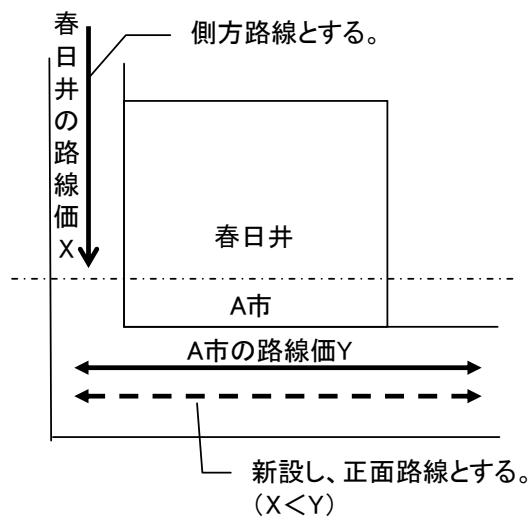 春日井の路線価X
側方路線とする。
春日井
A市
A市の路線価Y
新設し、正面路線とする。
（X＜Y）